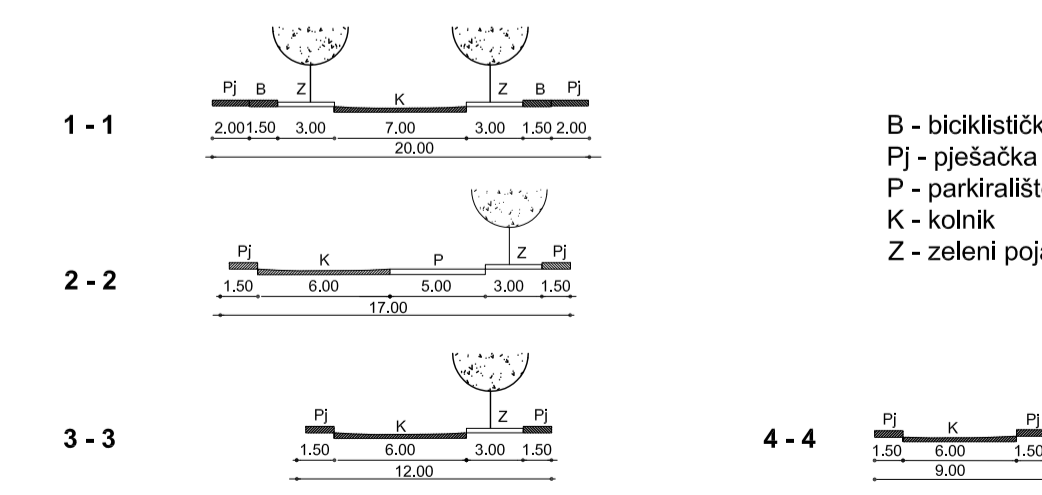 Pj B Z K Z B Pj
1 - 1
2.00 1.50 3.00 7.00 3.00 1.50 2.00
20.00
Pj K P Z Pj
2 - 2
1.50 6.00 5.00 3.00 1.50
17.00
Pj K Z Pj
3 - 3
1.50 6.00 3.00 1.50
12.00
B - biciklističk
Pj - pješačka
P - parkirališt
K - kolnik
Z - zeleni poj
Pj K Pj
4 - 4
1.50 6.00 1.50
9.00